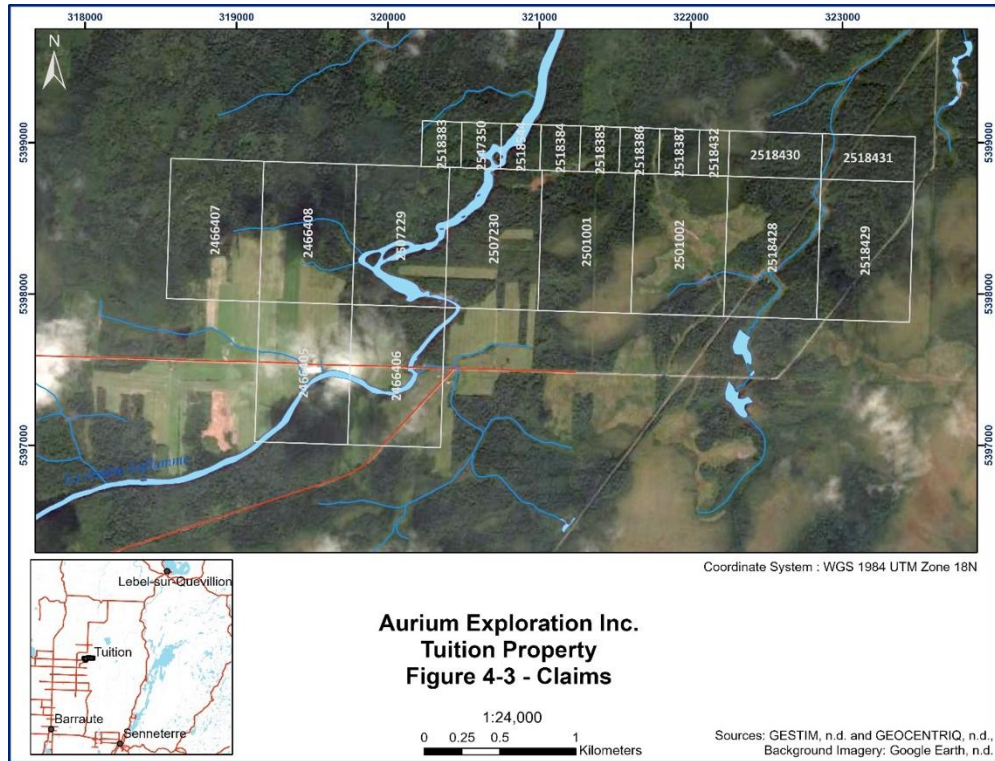 318000 319000 320000 321000 322000 323000
N
5399000 5399000
2518383
2547350
2518384
2518385
2518386
2518387
2518432
2518430
2518431
2466407
2466408
2507229
2507230
2501001
2501002
2518428
2518429
5398000 5398000
2466405
2466406
5397000 5397000
Coordinate System : WGS 1984 UTM Zone 18N
Lebel-sur-Quévillion
Tuition
Barraute
Senneterre
Aurium Exploration Inc.
Tuition Property
Figure 4-3 - Claims
1:24,000
0 0.25 0.5 1
Kilometers
Sources: GESTIM, n.d. and GEOCENTRIQ, n.d.,
Background Imagery: Google Earth, n.d.